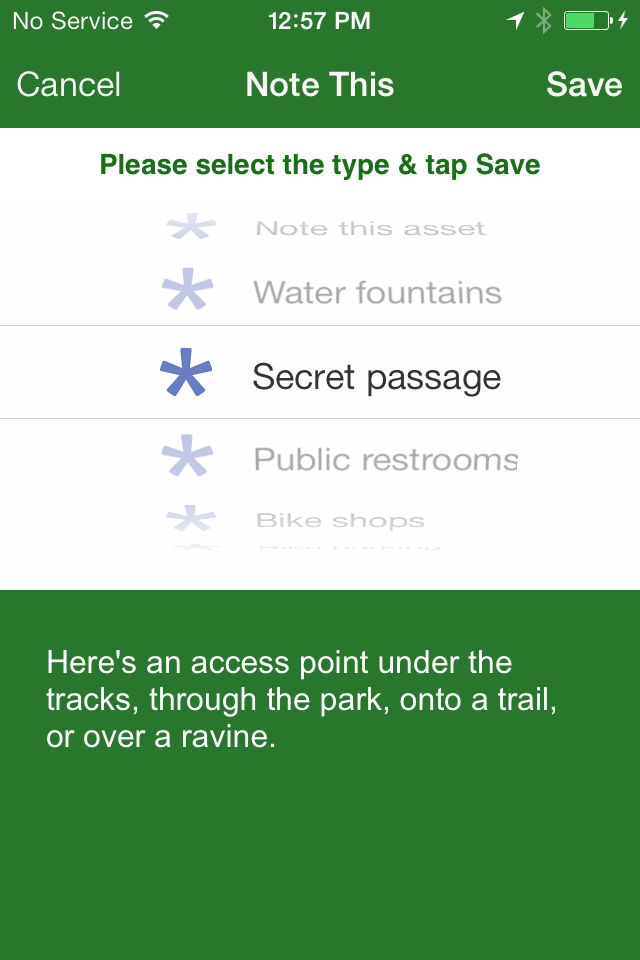 No Service 12:57 PM
Cancel Note This Save
Please select the type & tap Save
Note this asset
Water fountains
Secret passage
Public restrooms
Bike shops
Here's an access point under the
tracks, through the park, onto a trail,
or over a ravine.